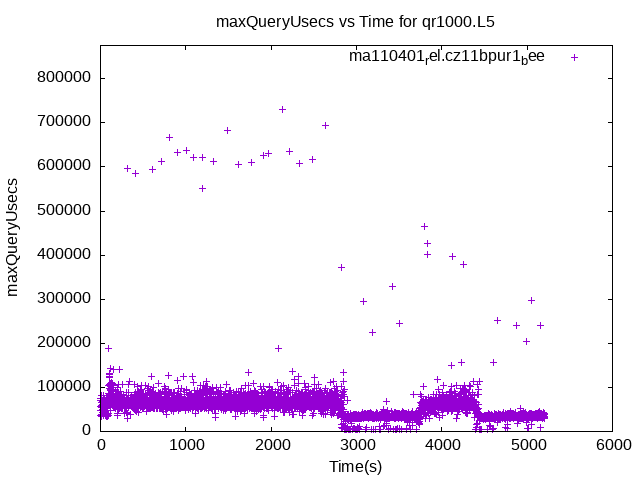 maxQueryUsecs vs Time for qr1000.L5
ma110401rel.cz11bpur1bee
800000
700000
600000
500000
400000
300000
200000
100000
0
maxQueryUsecs
0 1000 2000 3000 4000 5000 6000
Time(s)